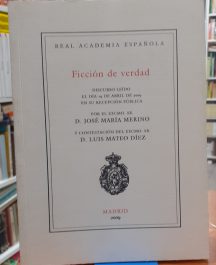 REAL ACADEMIA ESPAÑOLA
Ficción de verdad
DISCURSO LEÍDO
EL DÍA 19 DE ABRIL DE 2009
EN SU RECEPCIÓN PÚBLICA
POR EL EXCMO. SR.
D. JOSÉ MARÍA MERINO
Y CONTESTACIÓN DEL EXCMO. SR.
D. LUIS MATEO DÍEZ
MADRID
2009